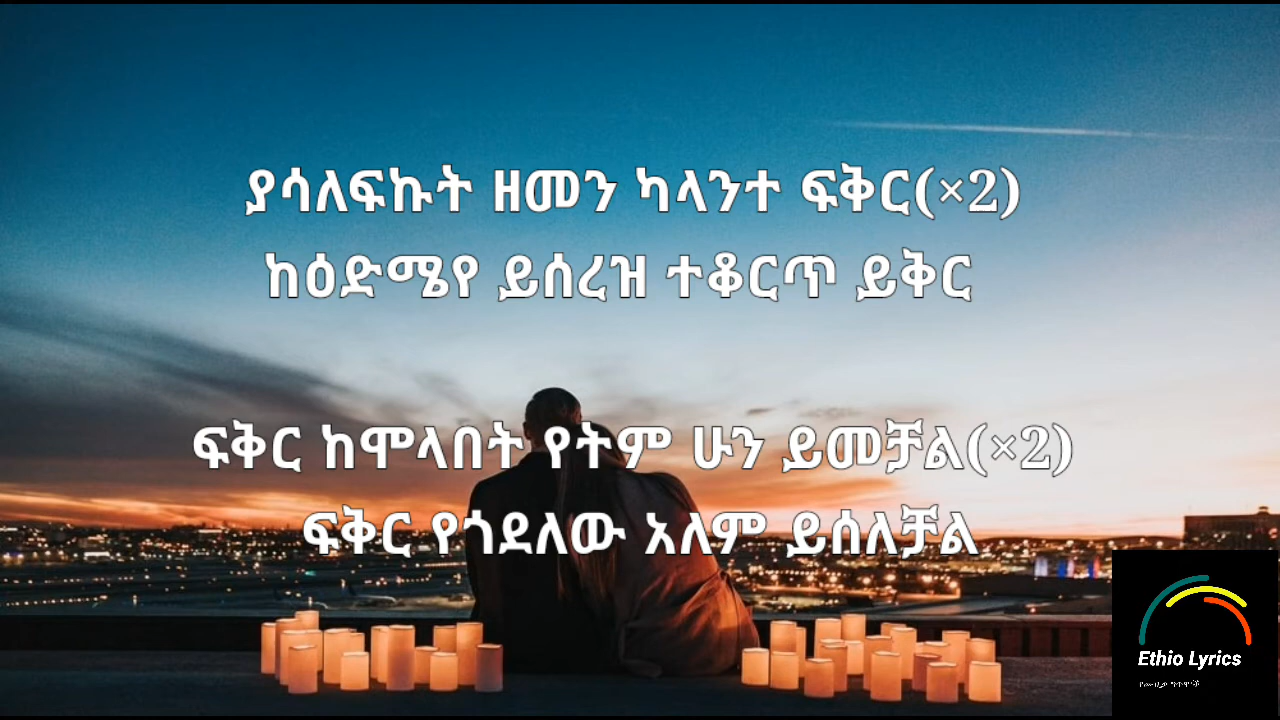 ያሳለፍኩት ዘመን ካላንተ ፍቅር(×2)
ከዕድሜየ ይሰረዝ ተቆርጥ ይቅር
ፍቅር ከሞላበት የትም ሁን ይመቻል(×2)
ፍቅር የጎደለው አለም ይሰለቻል
Ethio Lyrics